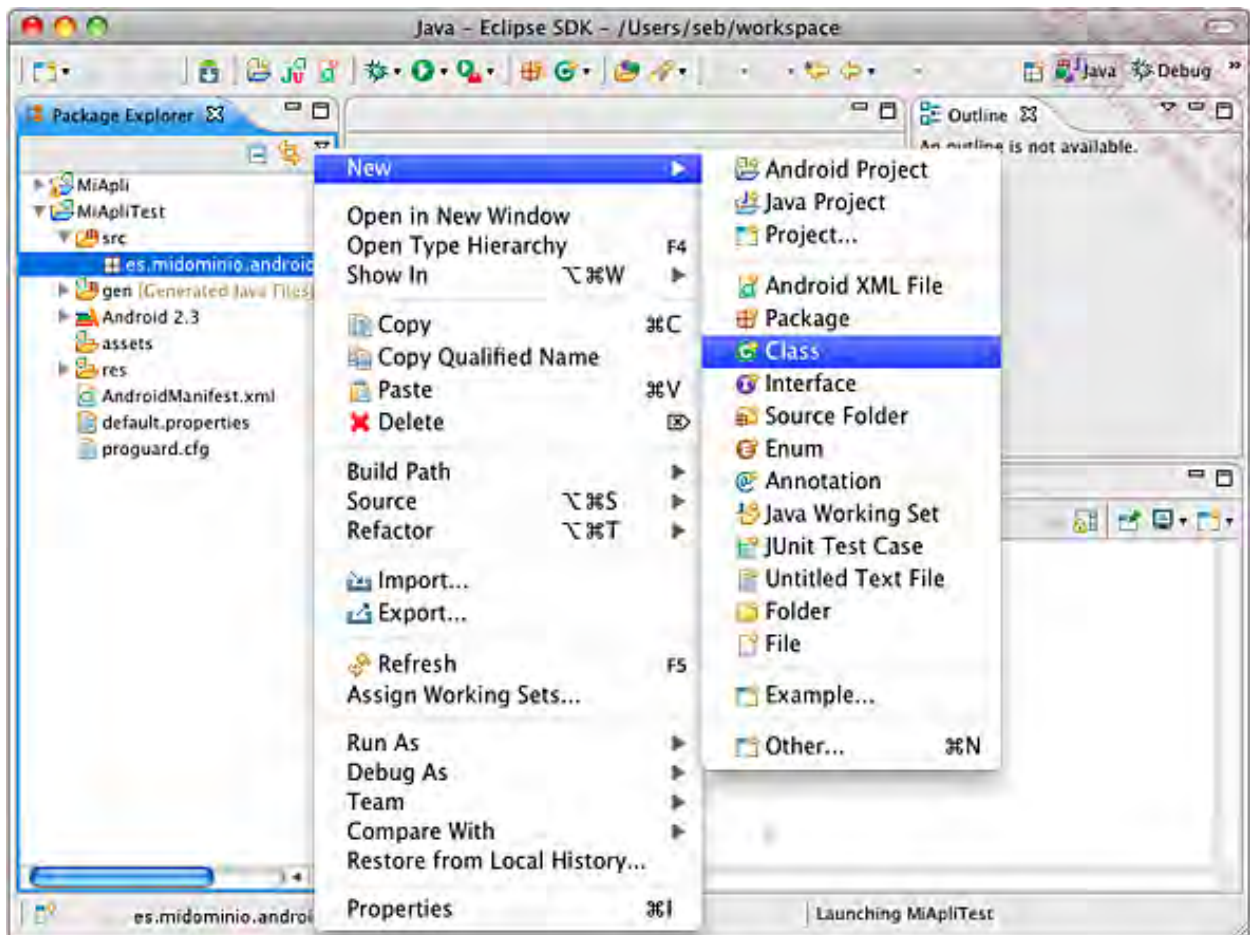 Java – Eclipse SDK – /Users/seb/workspace
Java Debug »
Package Explorer
MiApli
MiApliTest
src
es.midominio.android
gen [Generated Java Files]
Android 2.3
assets
res
AndroidManifest.xml
default.properties
proguard.cfg
New
Open in New Window
Open Type Hierarchy F4
Show In ⌥⌘W
Copy ⌘C
Copy Qualified Name
Paste ⌘V
Delete ⌦
Build Path
Source ⌥⌘S
Refactor ⌥⌘T
Import...
Export...
Refresh F5
Assign Working Sets...
Run As
Debug As
Team
Compare With
Restore from Local History...
Properties ⌘I
Android Project
Java Project
Project...
Android XML File
Package
Class
Interface
Source Folder
Enum
Annotation
Java Working Set
JUnit Test Case
Untitled Text File
Folder
File
Example...
Other... ⌘N
Outline
An outline is not available.
es.midominio.androi
Launching MiApliTest